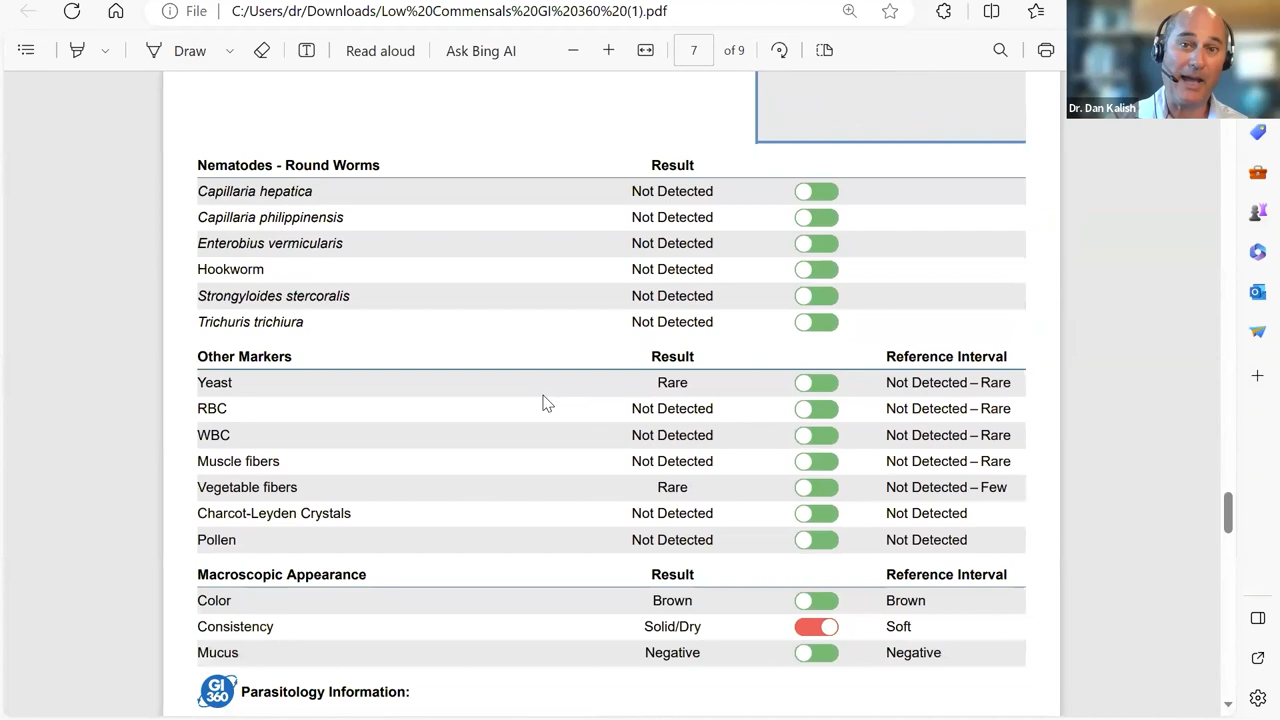 File C:/Users/dr/Downloads/Low%20Commensals%20GI%20360%20(1).pdf
Draw Read aloud Ask Bing AI 7 of 9
Dr. Dan Kalish
Nematodes - Round Worms Result
Capillaria hepatica Not Detected
Capillaria philippinensis Not Detected
Enterobius vermicularis Not Detected
Hookworm Not Detected
Strongyloides stercoralis Not Detected
Trichuris trichiura Not Detected
Other Markers Result Reference Interval
Yeast Rare Not Detected – Rare
RBC Not Detected Not Detected – Rare
WBC Not Detected Not Detected – Rare
Muscle fibers Not Detected Not Detected – Rare
Vegetable fibers Rare Not Detected – Few
Charcot-Leyden Crystals Not Detected Not Detected
Pollen Not Detected Not Detected
Macroscopic Appearance Result Reference Interval
Color Brown Brown
Consistency Solid/Dry Soft
Mucus Negative Negative
GI 360 Parasitology Information: